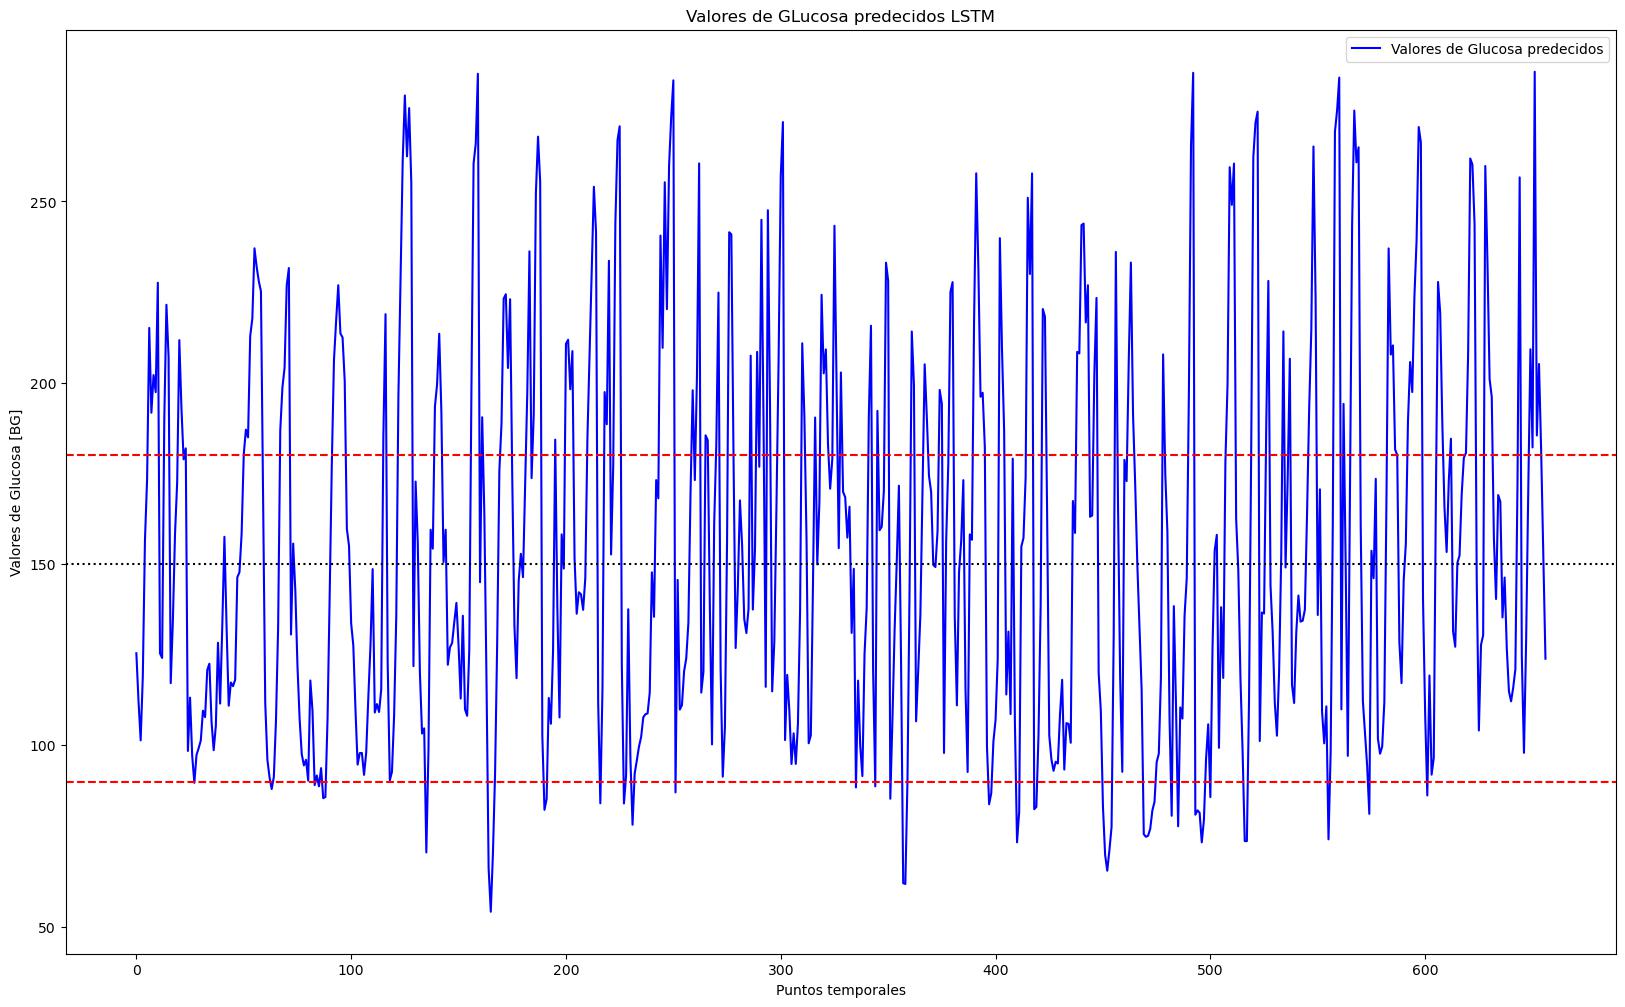 Valores de GLucosa predecidos LSTM
Valores de Glucosa predecidos
Valores de Glucosa [BG]
250
200
150
100
50
0 100 200 300 400 500 600
Puntos temporales